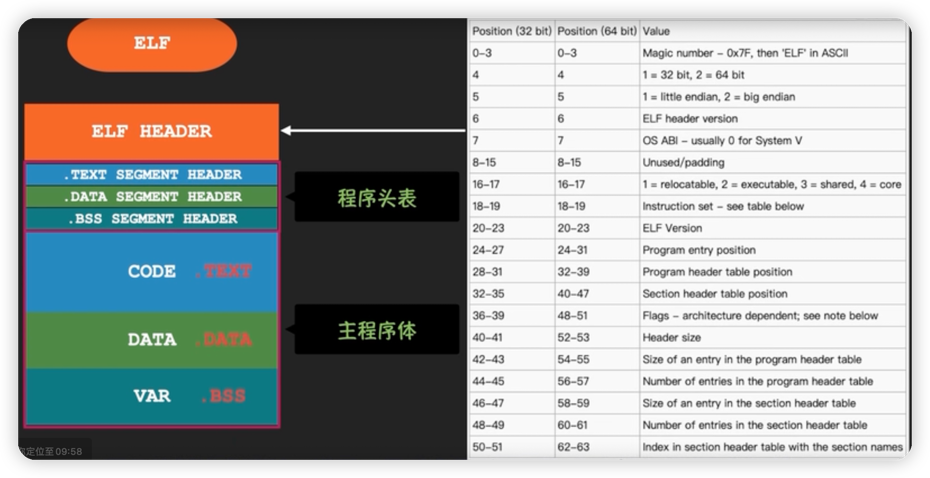 ELF
ELF HEADER
.TEXT SEGMENT HEADER
.DATA SEGMENT HEADER
.BSS SEGMENT HEADER
程序头表
CODE .TEXT
DATA .DATA
主程序体
VAR .BSS
定位至 09:58
Position (32 bit) Position (64 bit) Value
0–3 0–3 Magic number – 0x7F, then 'ELF' in ASCII
4 4 1 = 32 bit, 2 = 64 bit
5 5 1 = little endian, 2 = big endian
6 6 ELF header version
7 7 OS ABI – usually 0 for System V
8–15 8–15 Unused/padding
16–17 16–17 1 = relocatable, 2 = executable, 3 = shared, 4 = core
18–19 18–19 Instruction set – see table below
20–23 20–23 ELF Version
24–27 24–31 Program entry position
28–31 32–39 Program header table position
32–35 40–47 Section header table position
36–39 48–51 Flags – architecture dependent; see note below
40–41 52–53 Header size
42–43 54–55 Size of an entry in the program header table
44–45 56–57 Number of entries in the program header table
46–47 58–59 Size of an entry in the section header table
48–49 60–61 Number of entries in the section header table
50–51 62–63 Index in section header table with the section names